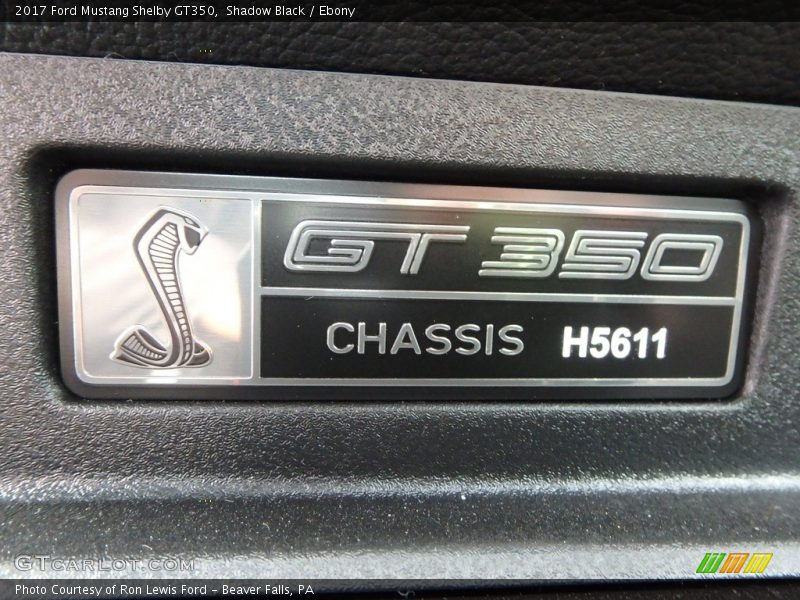 2017 Ford Mustang Shelby GT350, Shadow Black / Ebony
GT 350
CHASSIS H5611
GTCarLot.com
Photo Courtesy of Ron Lewis Ford - Beaver Falls, PA